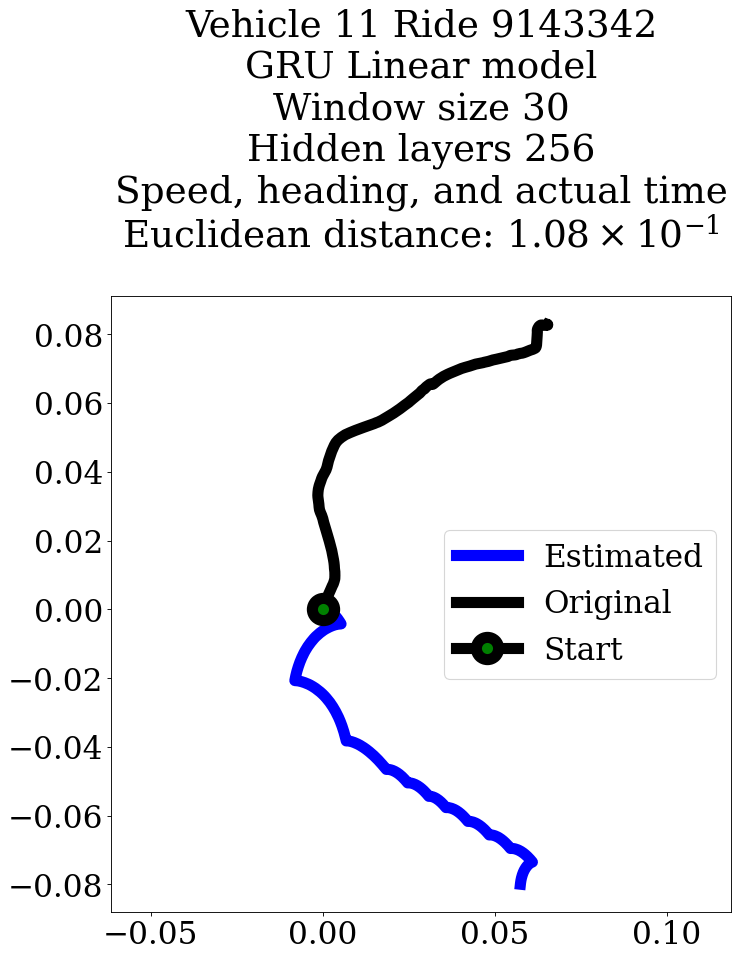 Vehicle 11 Ride 9143342
GRU Linear model
Window size 30
Hidden layers 256
Speed, heading, and actual time
Euclidean distance: 1.08 × 10⁻¹
0.08
0.06
0.04
0.02
0.00
−0.02
−0.04
−0.06
−0.08
Estimated
Original
Start
−0.05 0.00 0.05 0.10